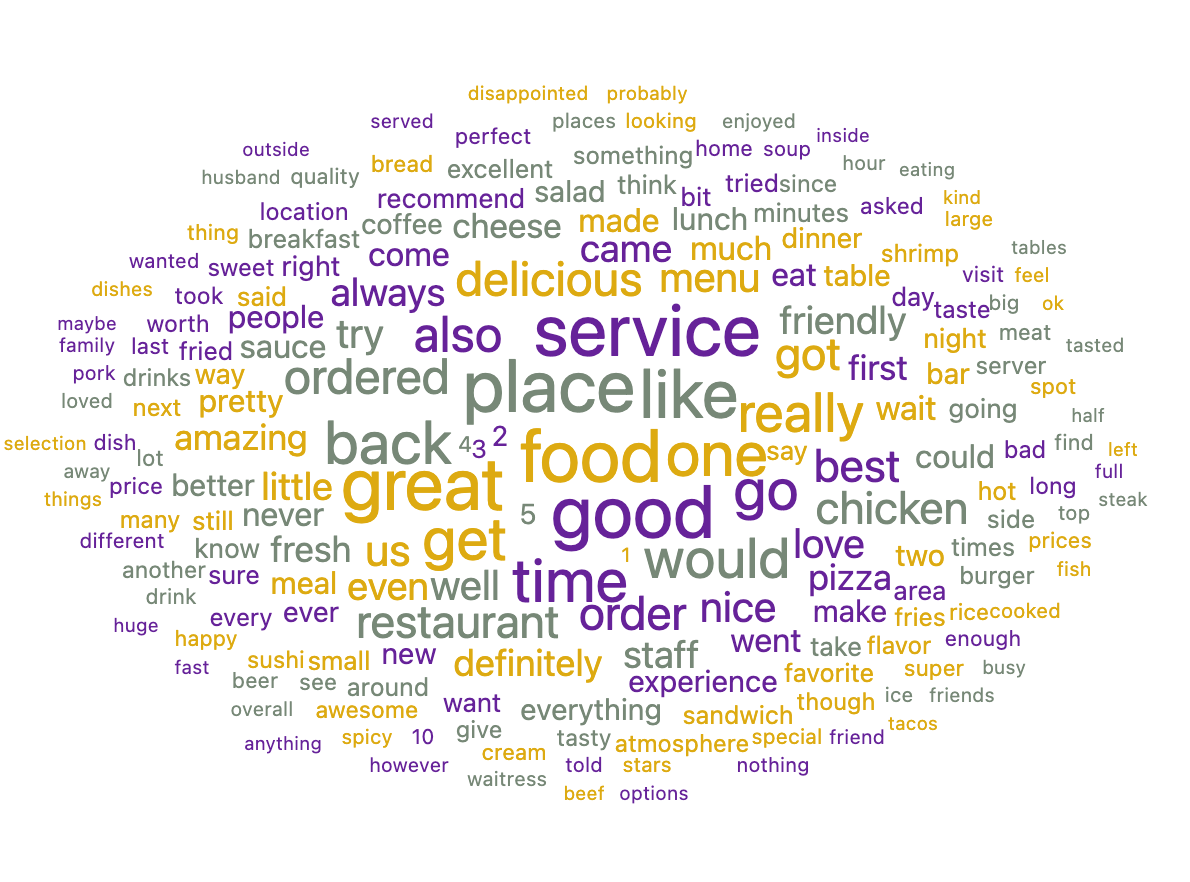 disappointed probably
served places looking enjoyed
perfect inside
outside something home soup
husband quality bread excellent hour eating
recommend salad think bit tried since
location coffee cheese made lunch minutes asked kind
thing breakfast large
wanted sweet right come came much dinner shrimp tables
dishes took said always delicious menu eat table visit feel
maybe worth people day taste big ok
family last fried sauce try also service friendly night meat tasted
pork drinks way ordered place like got first bar server spot
loved next pretty really wait going half
selection dish lot amazing back 4 3 2 food one say best could bad find left
away price better little great full
things many still never 5 good go chicken hot long steak
different know fresh us get 1 would love side top
another sure meal even well time pizza two times prices
drink area burger fish
huge every ever restaurant order nice make fries rice cooked
happy new definitely staff went take flavor enough
fast sushi small experience favorite super busy
beer see around want everything sandwich though ice friends
overall awesome give tasty atmosphere special friend tacos
anything spicy 10 cream
however waitress told stars nothing
beef options